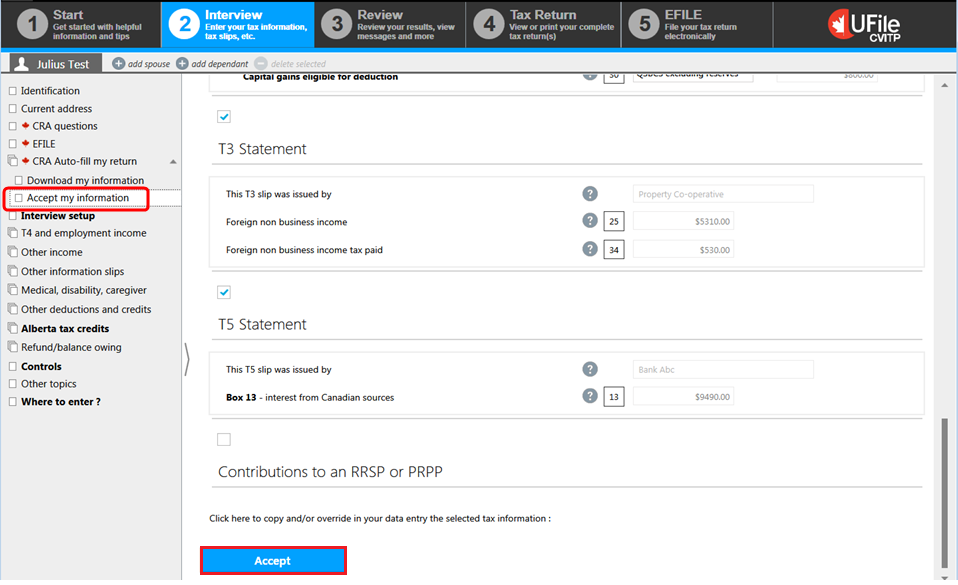 1 Start
Get started with helpful
information and tips
2 Interview
Enter your tax information,
tax slips, etc.
3 Review
Review your results, view
messages and more
4 Tax Return
View or print your complete
tax return(s)
5 EFILE
File your tax return
electronically
UFile
CVITP
Julius Test
add spouse
add dependant
delete selected
Identification
Current address
CRA questions
EFILE
CRA Auto-fill my return
Download my information
Accept my information
Interview setup
T4 and employment income
Other income
Other information slips
Medical, disability, caregiver
Other deductions and credits
Alberta tax credits
Refund/balance owing
Controls
Other topics
Where to enter ?
Capital gains eligible for deduction ? 30 QSBCS excluding reserves $800.00
T3 Statement
This T3 slip was issued by ? Property Co-operative
Foreign non business income ? 25 $5310.00
Foreign non business income tax paid ? 34 $530.00
T5 Statement
This T5 slip was issued by ? Bank Abc
Box 13 - interest from Canadian sources ? 13 $9490.00
Contributions to an RRSP or PRPP
Click here to copy and/or override in your data entry the selected tax information :
Accept